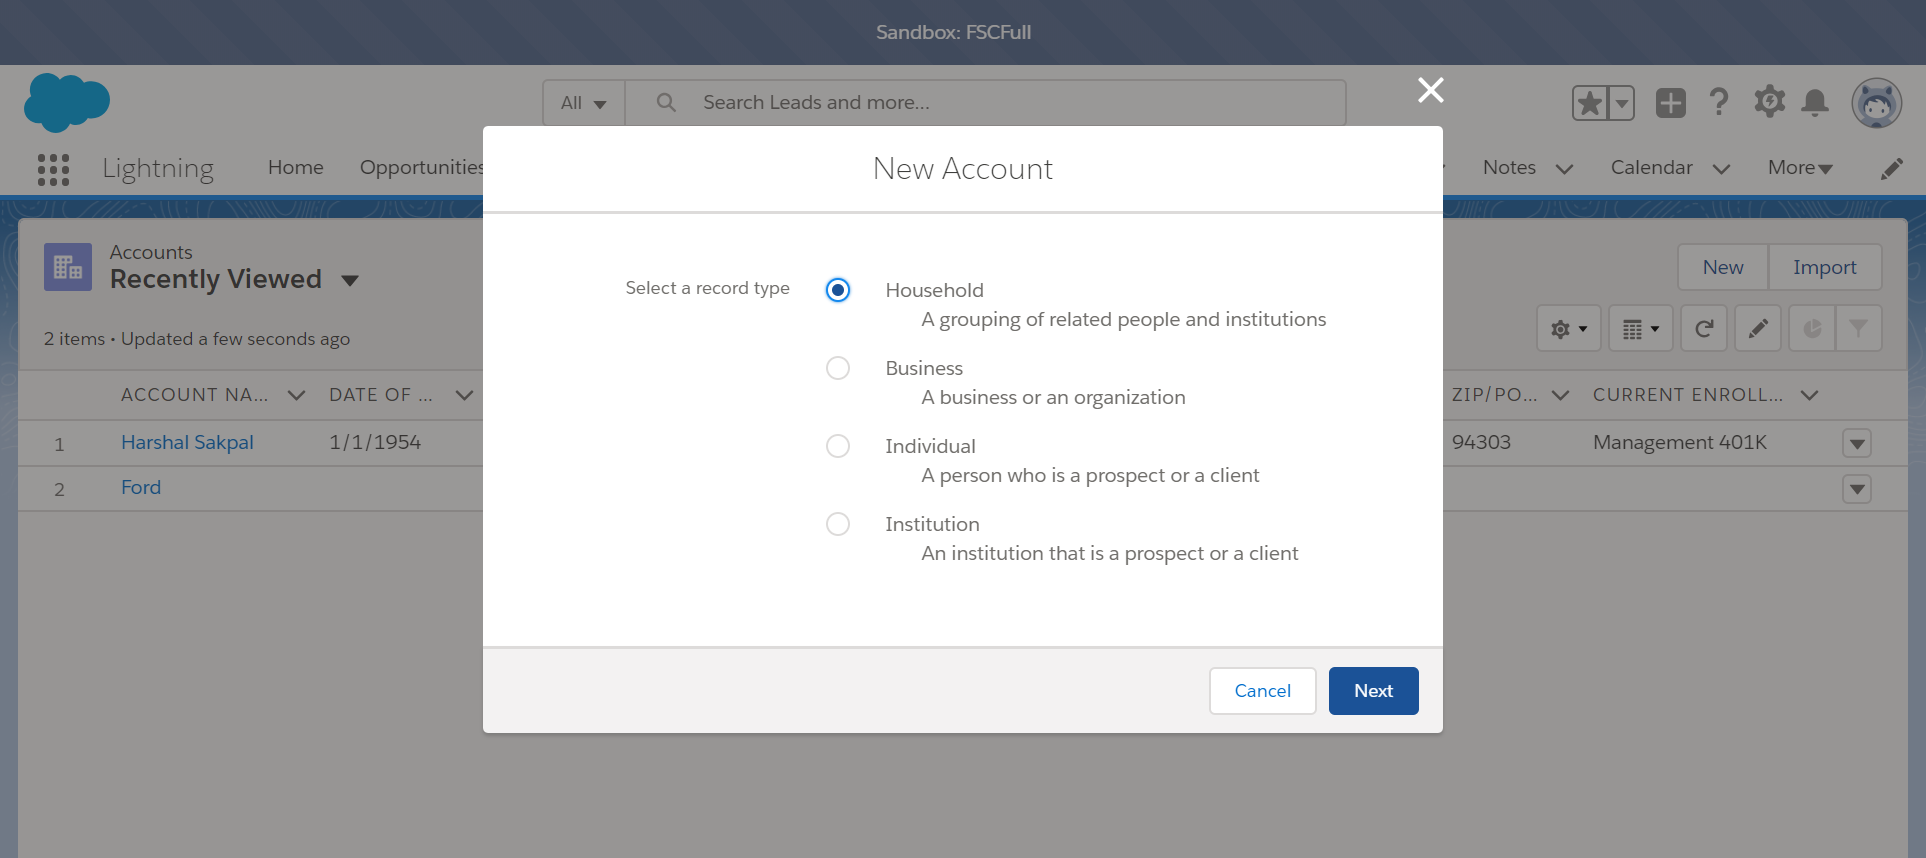 Sandbox: FSCFull
All
Search Leads and more...
Lightning
Home
Opportunities
Notes
Calendar
More
Accounts
Recently Viewed
New
Import
2 items • Updated a few seconds ago
ACCOUNT NA...
DATE OF ...
ZIP/PO...
CURRENT ENROLL...
1
Harshal Sakpal
1/1/1954
94303
Management 401K
2
Ford
New Account
Select a record type
Household
A grouping of related people and institutions
Business
A business or an organization
Individual
A person who is a prospect or a client
Institution
An institution that is a prospect or a client
Cancel
Next